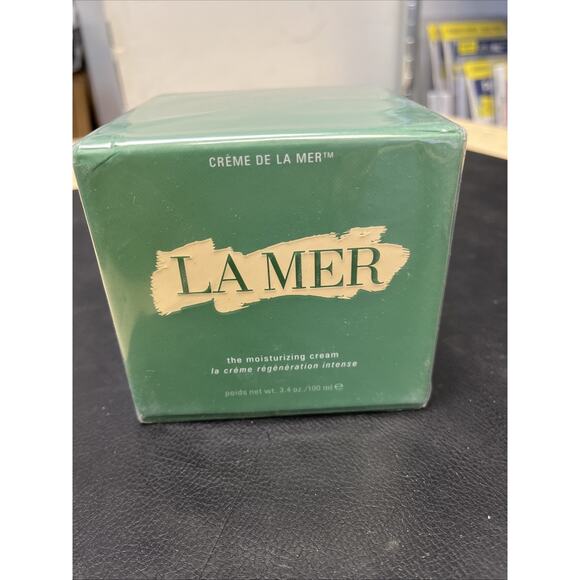 CRÈME DE LA MER™
LA MER
the moisturizing cream
la crème régénération intense
poids net wt. 3.4 oz./100 ml ℮